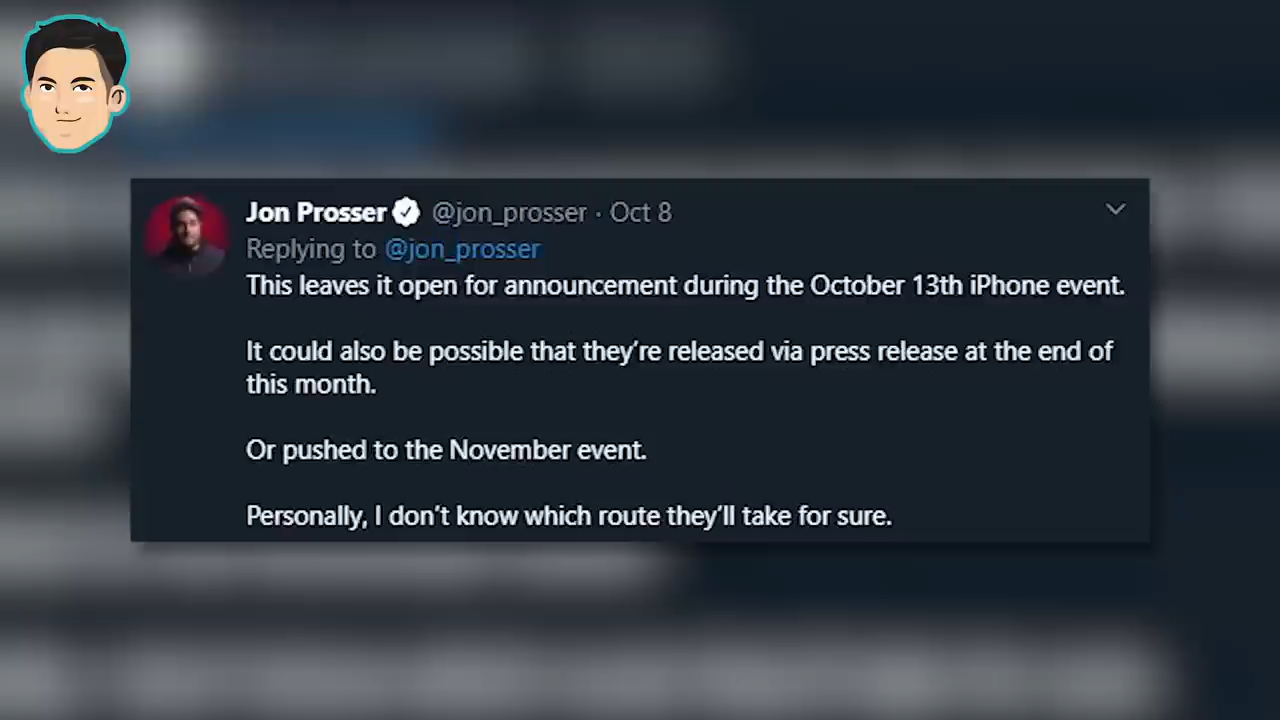 Jon Prosser @jon_prosser · Oct 8
Replying to @jon_prosser
This leaves it open for announcement during the October 13th iPhone event.
It could also be possible that they’re released via press release at the end of
this month.
Or pushed to the November event.
Personally, I don’t know which route they’ll take for sure.